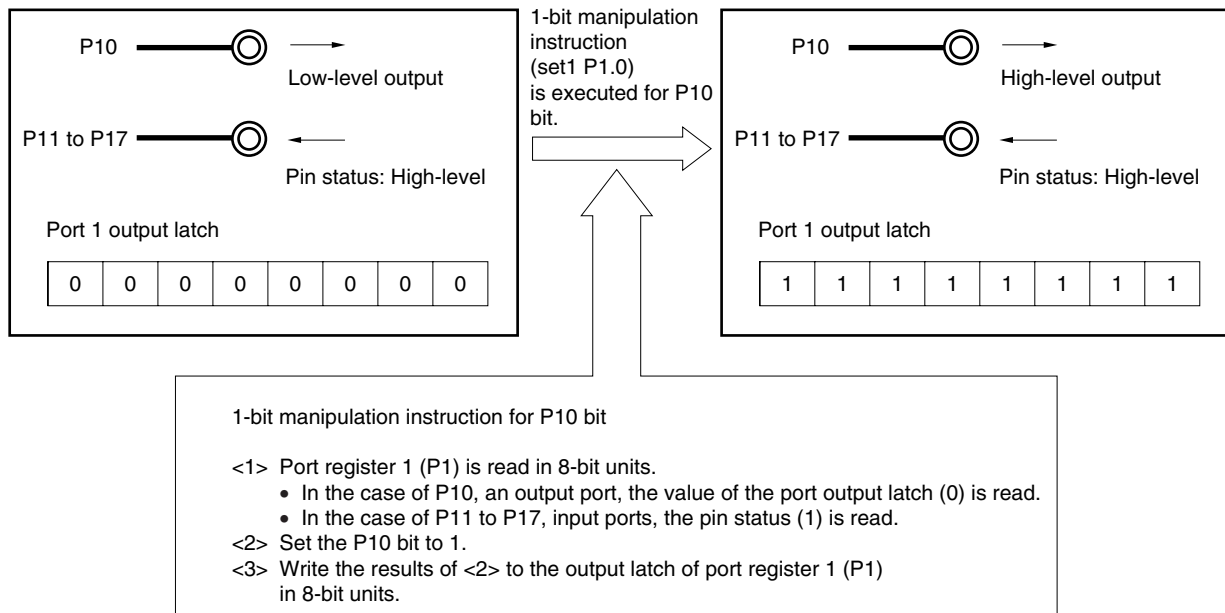 P10
Low-level output
P11 to P17
Pin status: High-level
Port 1 output latch
0 0 0 0 0 0 0 0
1-bit manipulation
instruction
(set1 P1.0)
is executed for P10
bit.
P10
High-level output
P11 to P17
Pin status: High-level
Port 1 output latch
1 1 1 1 1 1 1 1
1-bit manipulation instruction for P10 bit
<1> Port register 1 (P1) is read in 8-bit units.
• In the case of P10, an output port, the value of the port output latch (0) is read.
• In the case of P11 to P17, input ports, the pin status (1) is read.
<2> Set the P10 bit to 1.
<3> Write the results of <2> to the output latch of port register 1 (P1)
in 8-bit units.